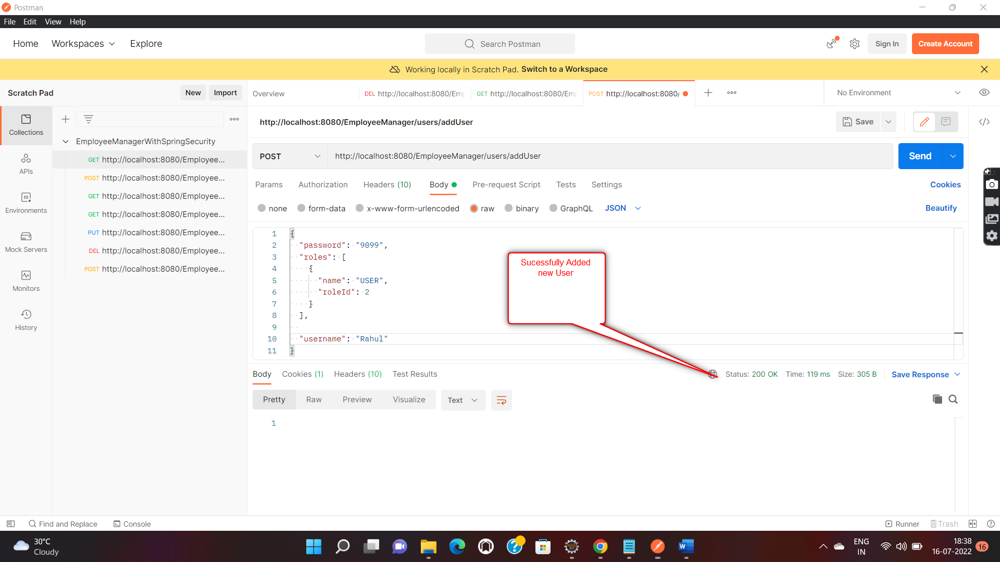 Postman
File Edit View Help
Home Workspaces Explore
Search Postman
Sign In
Create Account
Working locally in Scratch Pad. Switch to a Workspace
Scratch Pad
New
Import
Overview
DEL http://localhost:8080/Em
GET http://localhost:8080/Em
POST http://localhost:8080/
No Environment
Collections
APIs
Environments
Mock Servers
Monitors
History
EmployeeManagerWithSpringSecurity
GET http://localhost:8080/Employee...
POST http://localhost:8080/Employee...
GET http://localhost:8080/Employee...
GET http://localhost:8080/Employee...
PUT http://localhost:8080/Employee...
DEL http://localhost:8080/Employee...
POST http://localhost:8080/Employee...
http://localhost:8080/EmployeeManager/users/addUser
Save
POST
http://localhost:8080/EmployeeManager/users/addUser
Send
Params Authorization Headers (10) Body Pre-request Script Tests Settings
Cookies
none form-data x-www-form-urlencoded raw binary GraphQL JSON
Beautify
1 {
2 "password": "9099",
3 "roles": [
4 {
5 "name": "USER",
6 "roleId": 2
7 }
8 ],
9
10 "username": "Rahul"
11 }
Sucessfully Added
new User
Body Cookies (1) Headers (10) Test Results
Status: 200 OK Time: 119 ms Size: 305 B
Save Response
Pretty Raw Preview Visualize
Text
1
Find and Replace
Console
Runner
Trash
30°C
Cloudy
ENG
IN
18:38
16-07-2022
16